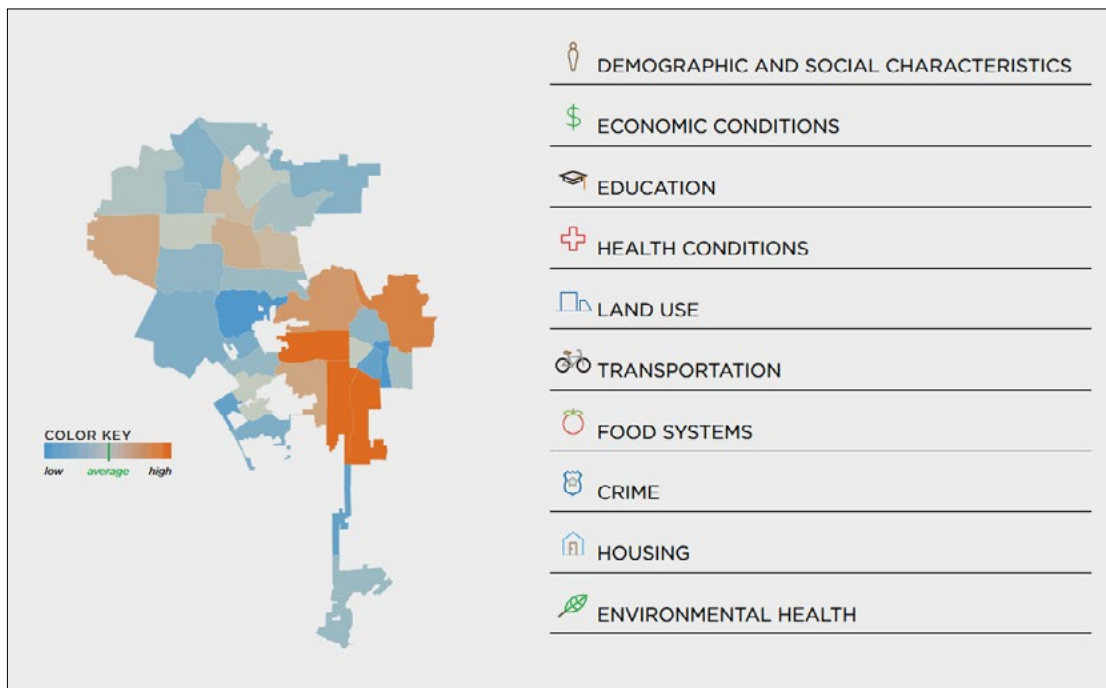 DEMOGRAPHIC AND SOCIAL CHARACTERISTICS
ECONOMIC CONDITIONS
EDUCATION
HEALTH CONDITIONS
LAND USE
TRANSPORTATION
FOOD SYSTEMS
CRIME
HOUSING
ENVIRONMENTAL HEALTH
COLOR KEY
low average high